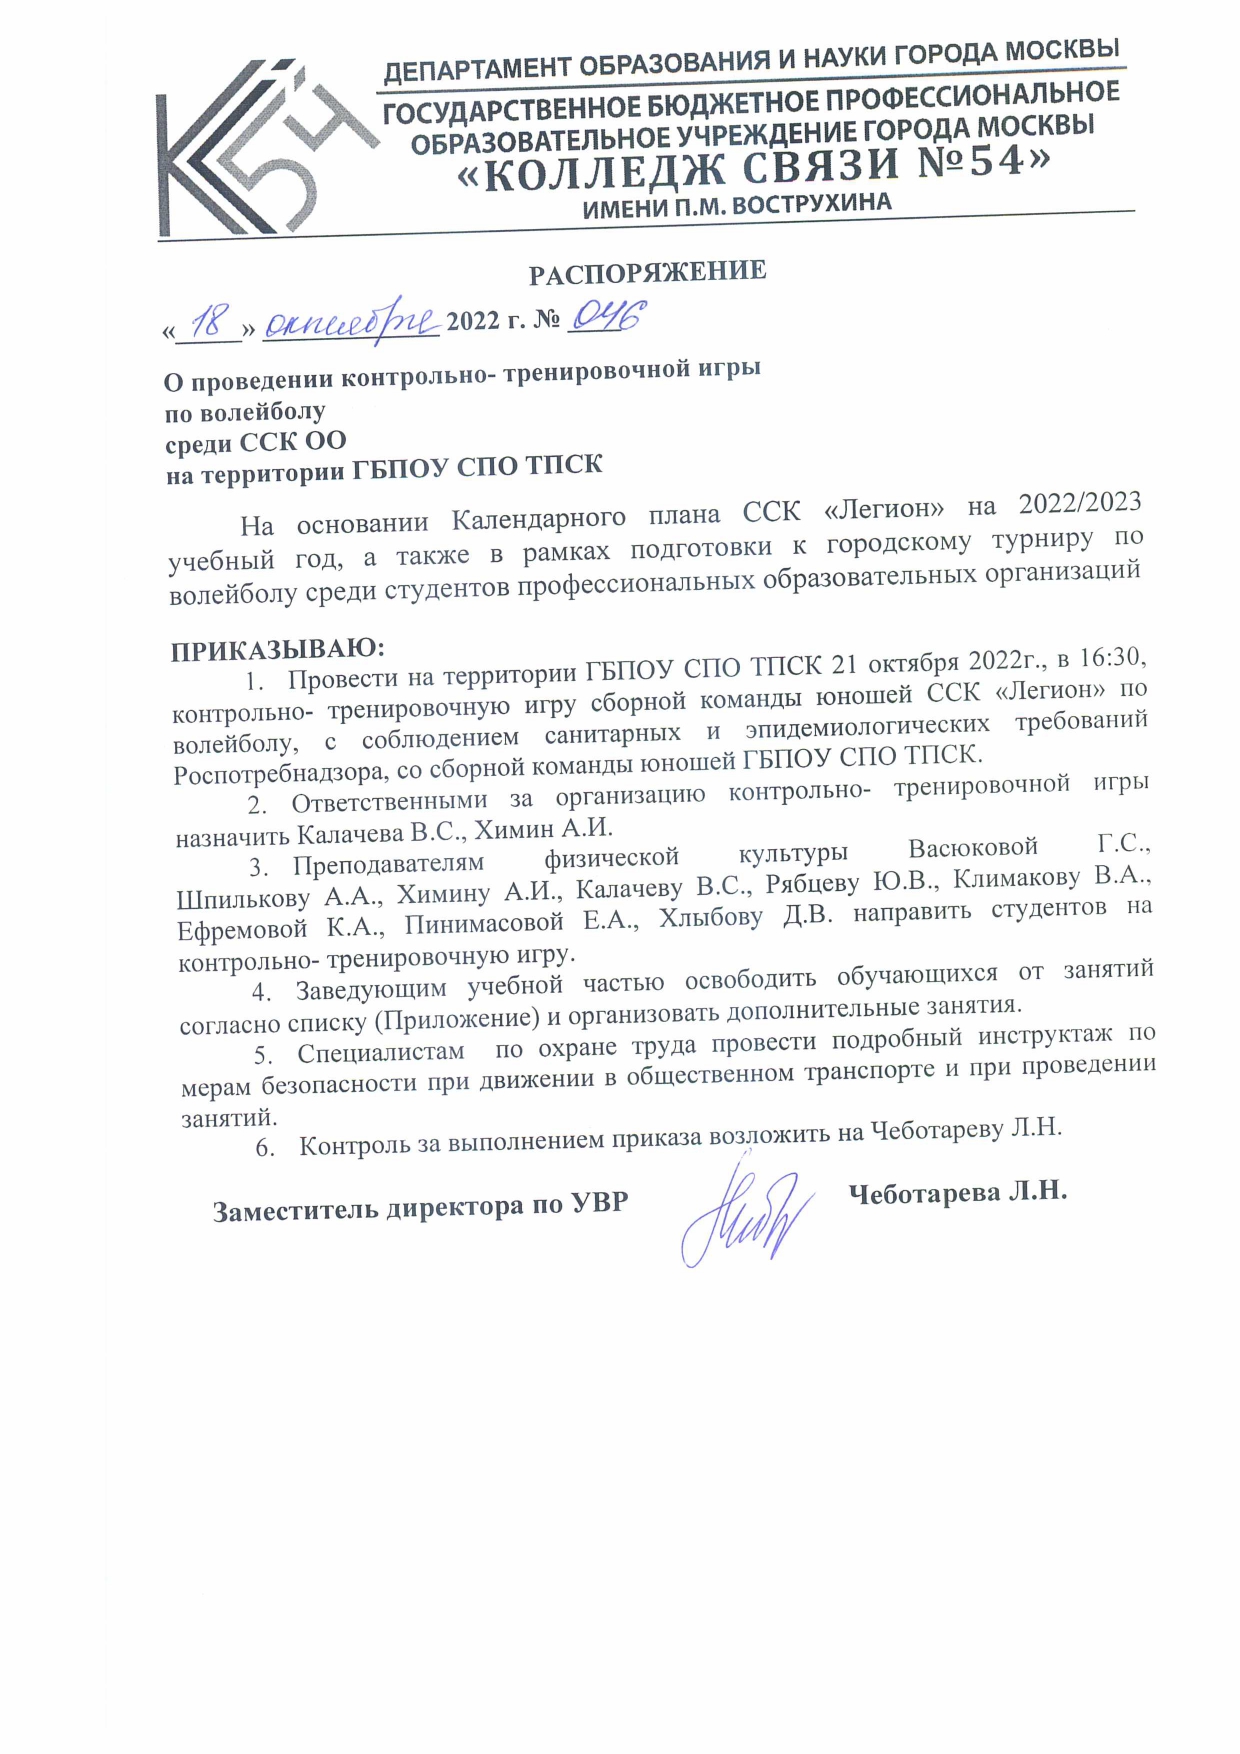 К54
ДЕПАРТАМЕНТ ОБРАЗОВАНИЯ И НАУКИ ГОРОДА МОСКВЫ
ГОСУДАРСТВЕННОЕ БЮДЖЕТНОЕ ПРОФЕССИОНАЛЬНОЕ
ОБРАЗОВАТЕЛЬНОЕ УЧРЕЖДЕНИЕ ГОРОДА МОСКВЫ
«КОЛЛЕДЖ СВЯЗИ №54»
ИМЕНИ П.М. ВОСТРУХИНА
РАСПОРЯЖЕНИЕ
«18» октября 2022 г. № 046
О проведении контрольно- тренировочной игры
по волейболу
среди ССК ОО
на территории ГБПОУ СПО ТПСК
На основании Календарного плана ССК «Легион» на 2022/2023
учебный год, а также в рамках подготовки к городскому турниру по
волейболу среди студентов профессиональных образовательных организаций
ПРИКАЗЫВАЮ:
1. Провести на территории ГБПОУ СПО ТПСК 21 октября 2022г., в 16:30,
контрольно- тренировочную игру сборной команды юношей ССК «Легион» по
волейболу, с соблюдением санитарных и эпидемиологических требований
Роспотребнадзора, со сборной команды юношей ГБПОУ СПО ТПСК.
2. Ответственными за организацию контрольно- тренировочной игры
назначить Калачева В.С., Химин А.И.
3. Преподавателям физической культуры Васюковой Г.С.,
Шпилькову А.А., Химину А.И., Калачеву В.С., Рябцеву Ю.В., Климакову В.А.,
Ефремовой К.А., Пинимасовой Е.А., Хлыбову Д.В. направить студентов на
контрольно- тренировочную игру.
4. Заведующим учебной частью освободить обучающихся от занятий
согласно списку (Приложение) и организовать дополнительные занятия.
5. Специалистам по охране труда провести подробный инструктаж по
мерам безопасности при движении в общественном транспорте и при проведении
занятий.
6. Контроль за выполнением приказа возложить на Чеботареву Л.Н.
Заместитель директора по УВР Чеботарева Л.Н.